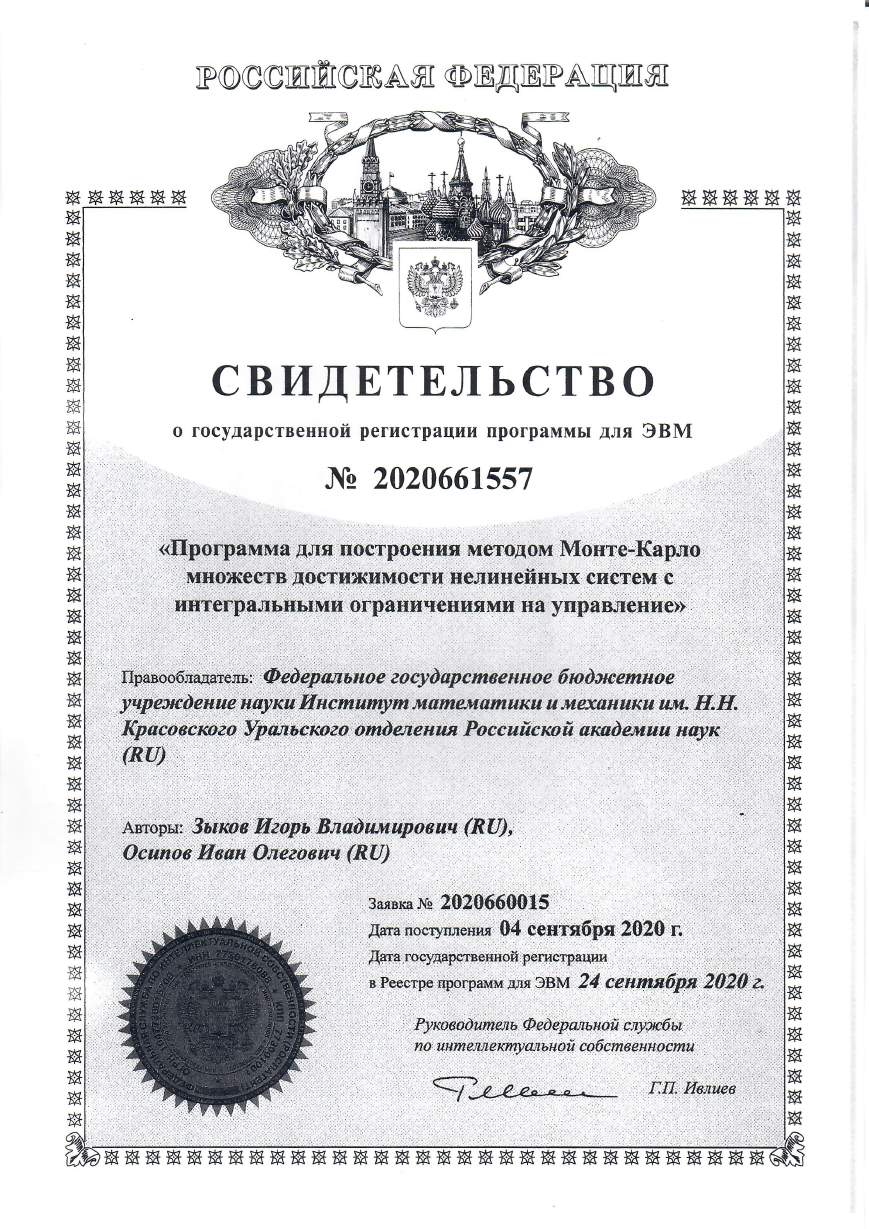 РОССИЙСКАЯ ФЕДЕРАЦИЯ
СВИДЕТЕЛЬСТВО
о государственной регистрации программы для ЭВМ
№ 2020661557
«Программа для построения методом Монте-Карло
множеств достижимости нелинейных систем с
интегральными ограничениями на управление»
Правообладатель: Федеральное государственное бюджетное
учреждение науки Институт математики и механики им. Н.Н.
Красовского Уральского отделения Российской академии наук
(RU)
Авторы: Зыков Игорь Владимирович (RU),
Осипов Иван Олегович (RU)
Заявка № 2020660015
Дата поступления 04 сентября 2020 г.
Дата государственной регистрации
в Реестре программ для ЭВМ 24 сентября 2020 г.
Руководитель Федеральной службы
по интеллектуальной собственности
Г.П. Ивлиев